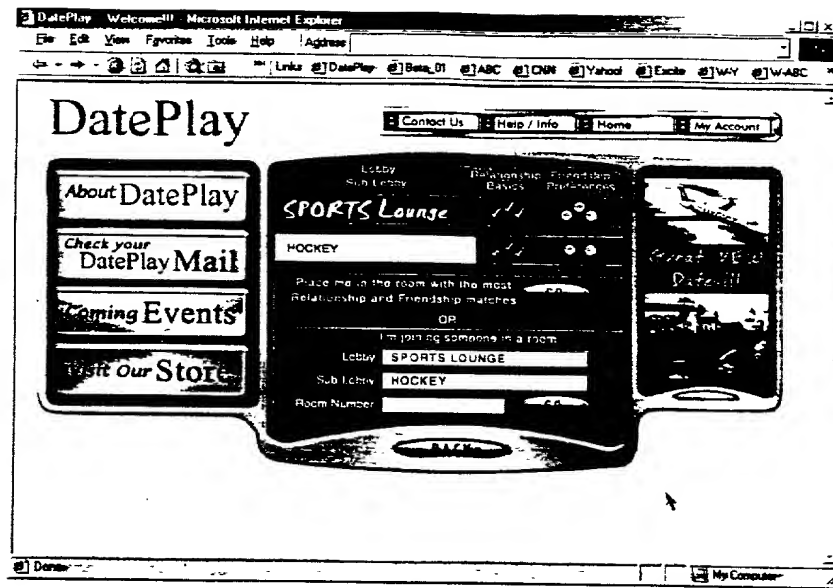 DatePlay Welcome!!! - Microsoft Internet Explorer
File Edit View Favorites Tools Help Address
Links DatePlay Beta_01 ABC CNN Yahoo! Excite W-Y W-ABC
DatePlay
Contact Us Help / Info Home My Account
About DatePlay
Check your
DatePlay Mail
Coming Events
Visit Our Store
Lobby
Sub Lobby
Relationship Basics
Friendship Preferences
SPORTS Lounge
HOCKEY
Place me in the room with the most
Relationship and Friendship matches
GO
OR
I'm joining someone in a room
Lobby SPORTS LOUNGE
Sub Lobby HOCKEY
Room Number GO
BACK
Great
Date!!!
Done
My Computer